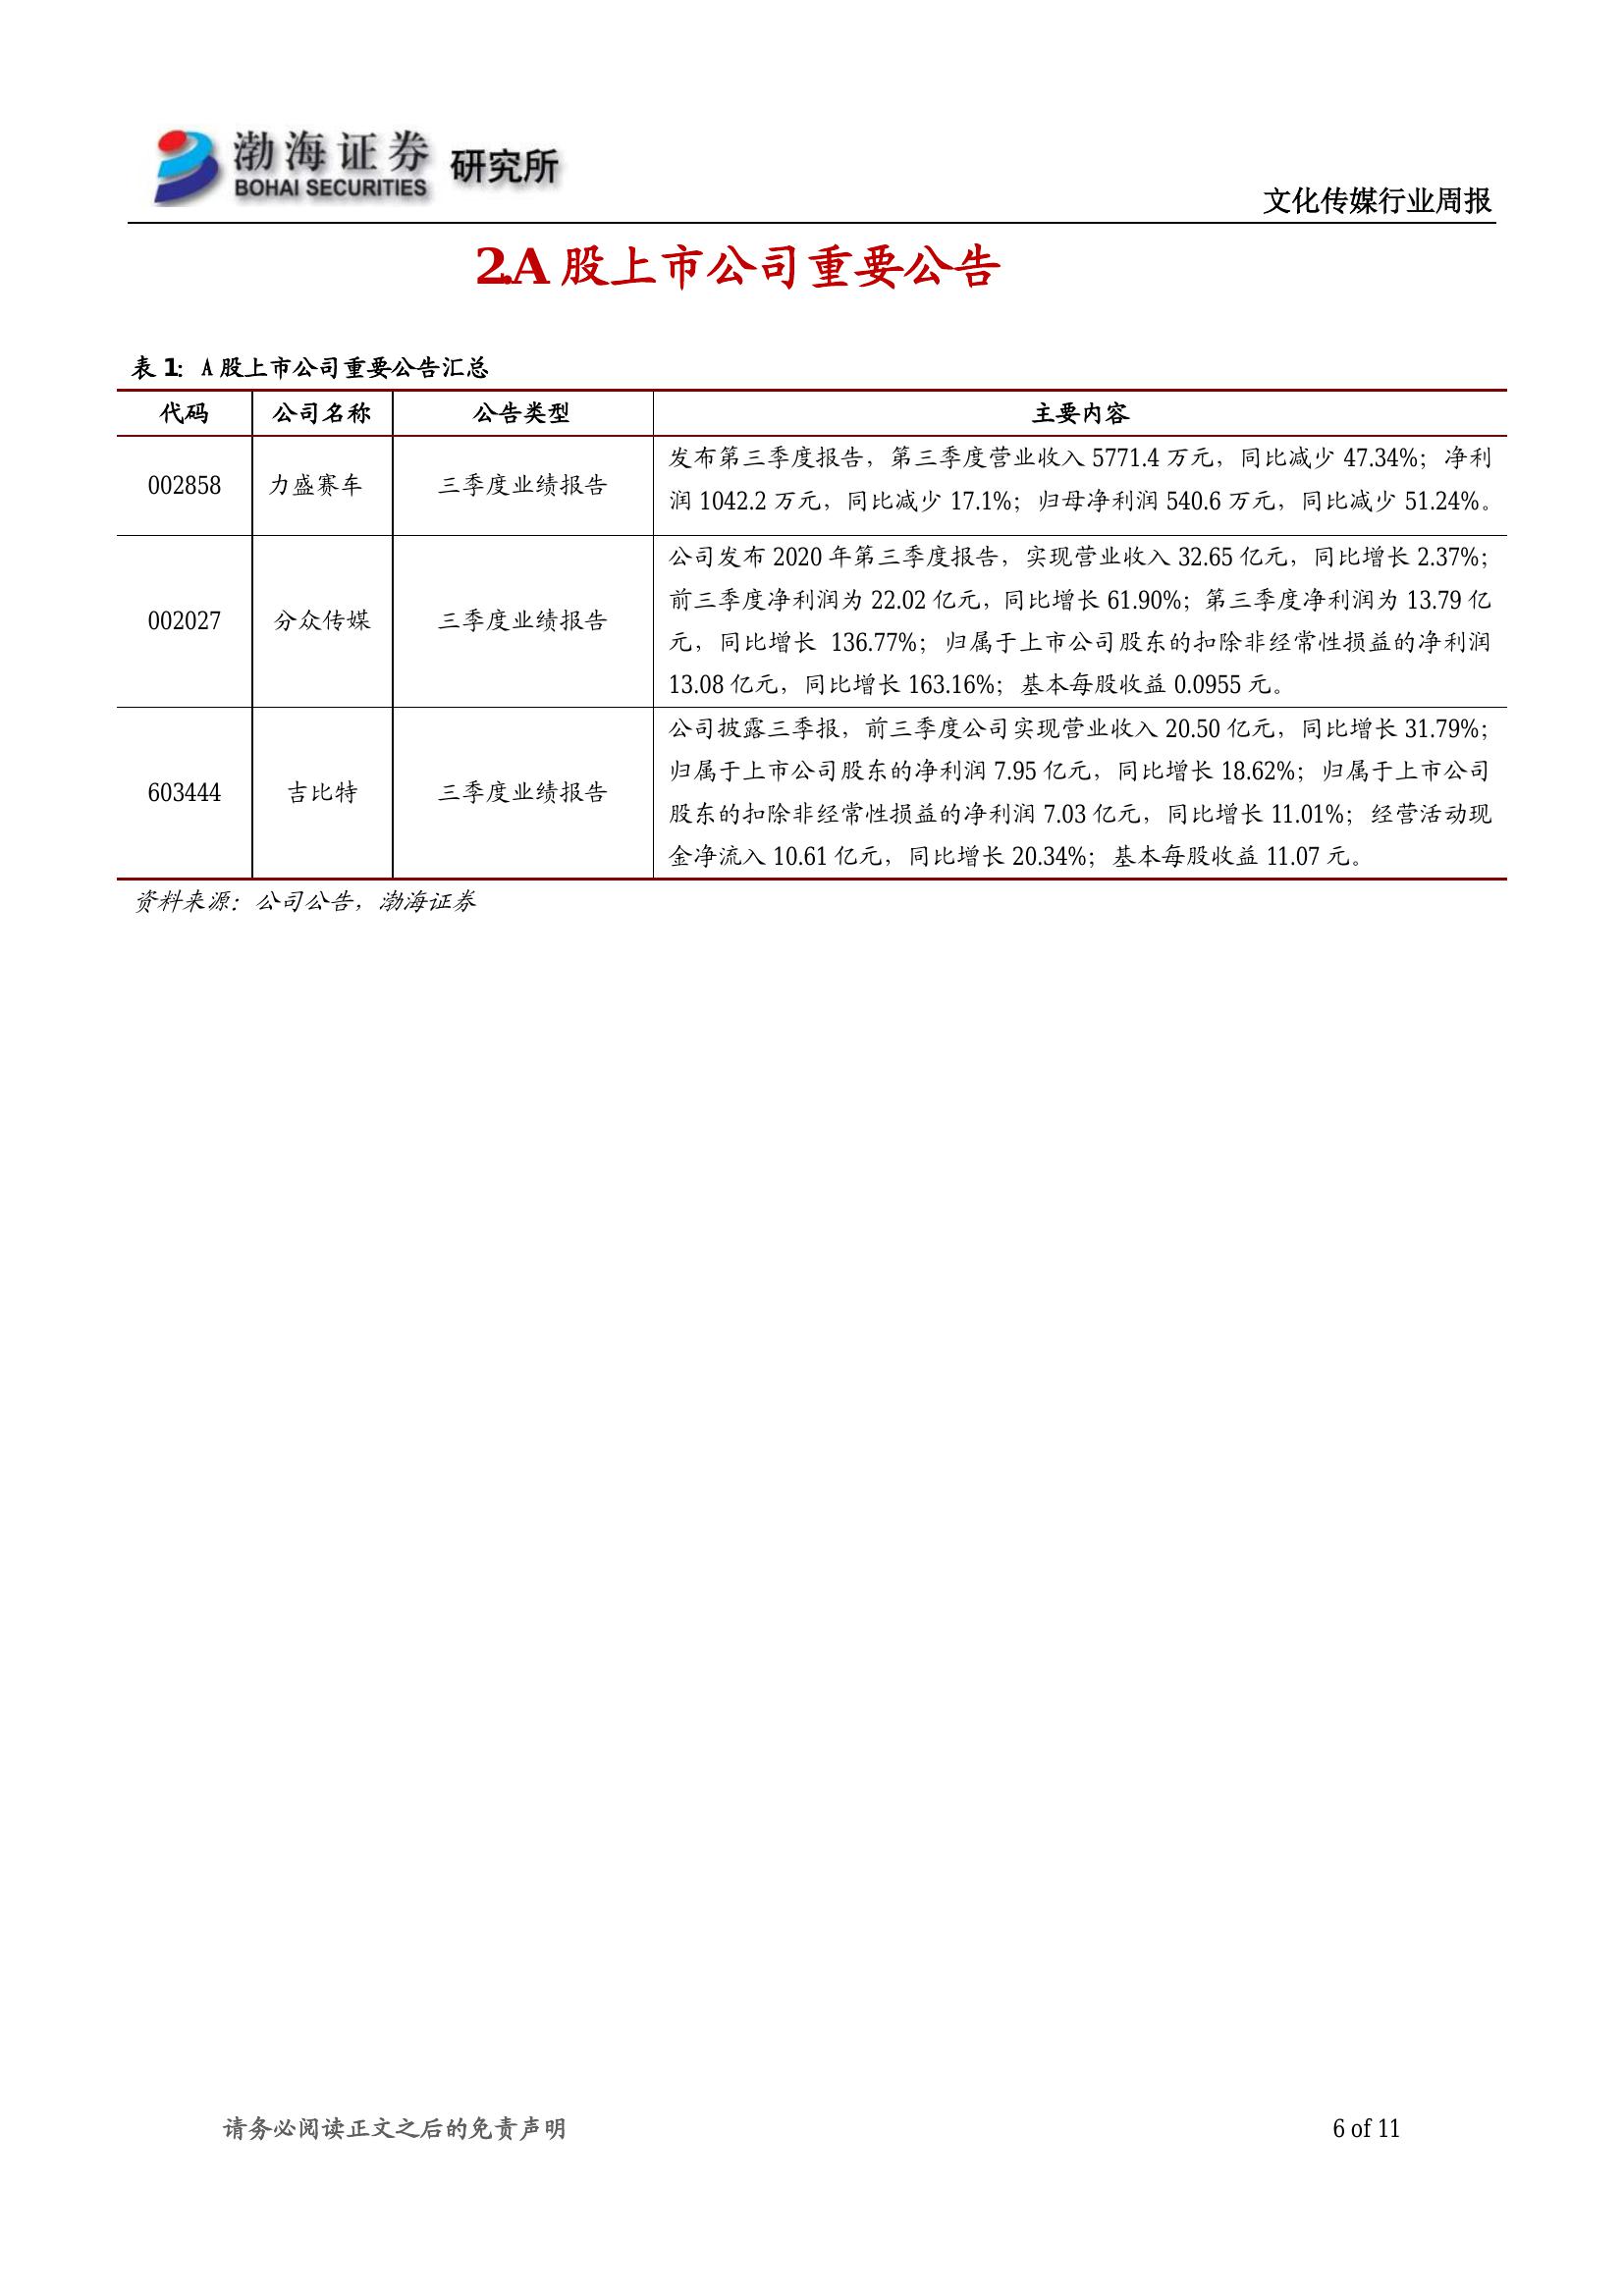 渤海证券 研究所
BOHAI SECURITIES
文化传媒行业周报
2.A 股上市公司重要公告
表 1：A 股上市公司重要公告汇总
代码 公司名称 公告类型 主要内容
002858 力盛赛车 三季度业绩报告
发布第三季度报告，第三季度营业收入 5771.4 万元，同比减少 47.34%；净利
润 1042.2 万元，同比减少 17.1%；归母净利润 540.6 万元，同比减少 51.24%。
002027 分众传媒 三季度业绩报告
公司发布 2020 年第三季度报告，实现营业收入 32.65 亿元，同比增长 2.37%；
前三季度净利润为 22.02 亿元，同比增长 61.90%；第三季度净利润为 13.79 亿
元，同比增长 136.77%；归属于上市公司股东的扣除非经常性损益的净利润
13.08 亿元，同比增长 163.16%；基本每股收益 0.0955 元。
603444 吉比特 三季度业绩报告
公司披露三季报，前三季度公司实现营业收入 20.50 亿元，同比增长 31.79%；
归属于上市公司股东的净利润 7.95 亿元，同比增长 18.62%；归属于上市公司
股东的扣除非经常性损益的净利润 7.03 亿元，同比增长 11.01%；经营活动现
金净流入 10.61 亿元，同比增长 20.34%；基本每股收益 11.07 元。
资料来源：公司公告，渤海证券
请务必阅读正文之后的免责声明 6 of 11